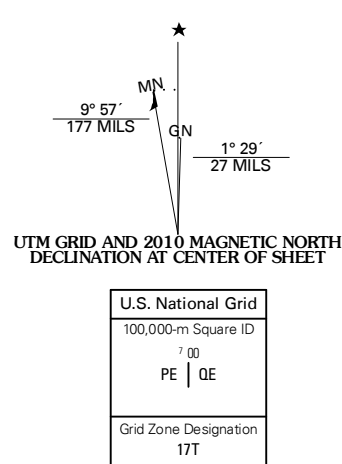 ★
MN
9° 57´
177 MILS
GN
1° 29´
27 MILS
UTM GRID AND 2010 MAGNETIC NORTH
DECLINATION AT CENTER OF SHEET
U.S. National Grid
100,000-m Square ID
7 00
PE | QE
Grid Zone Designation
17T